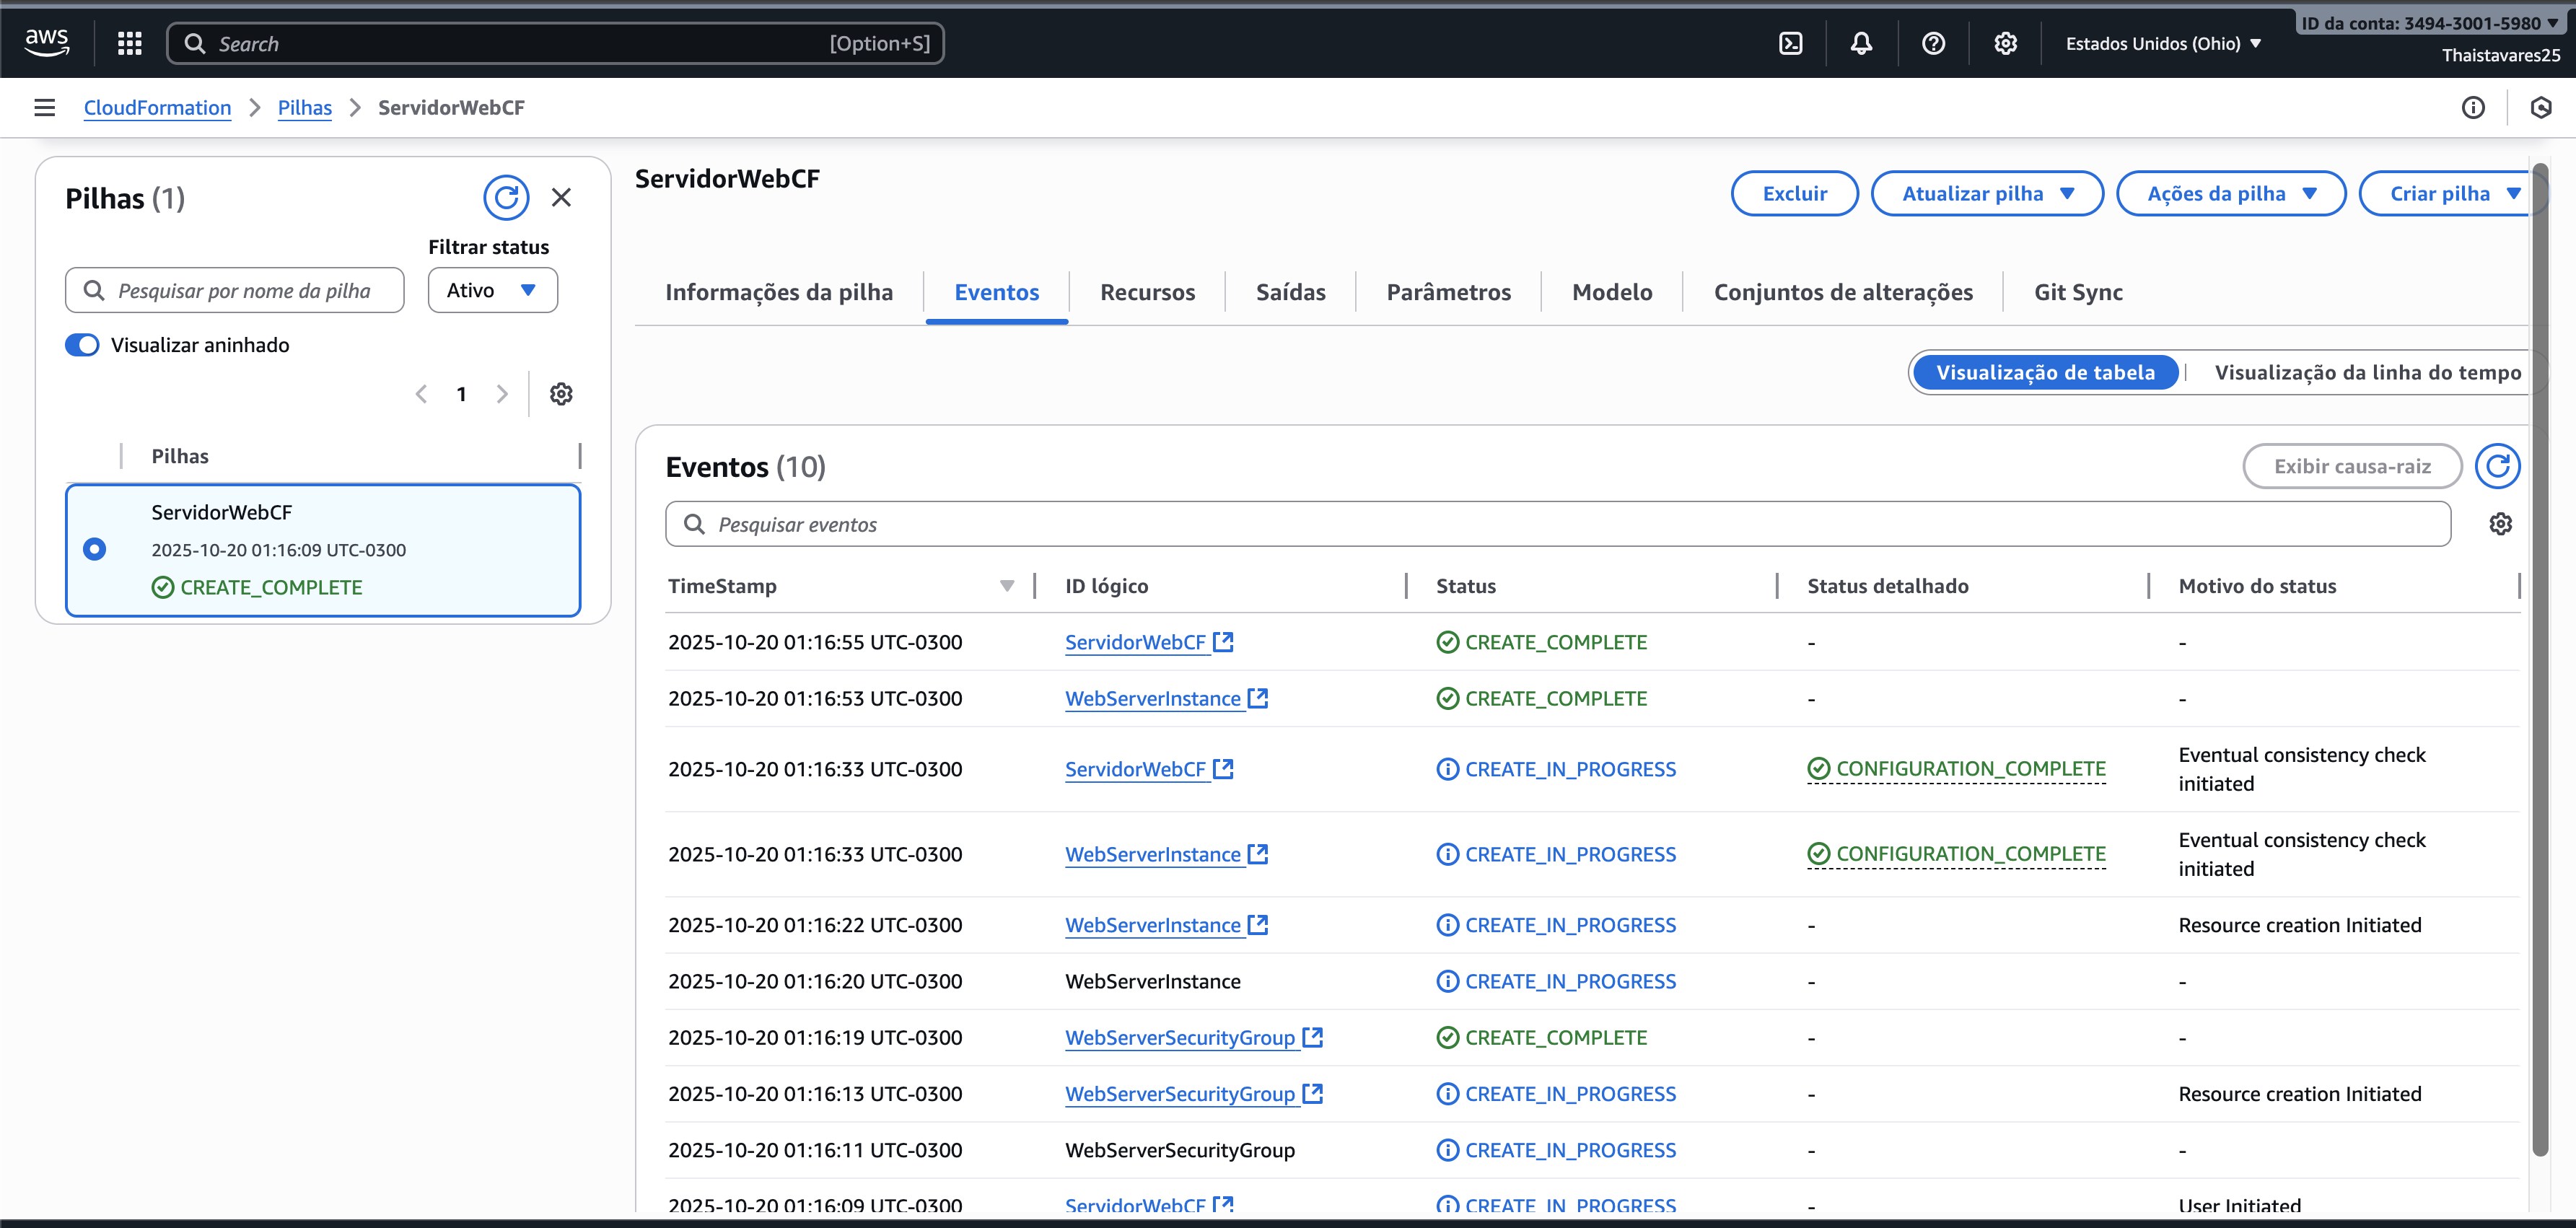 aws
Search
[Option+S]
Estados Unidos (Ohio)
ID da conta: 3494-3001-5980
Thaistavares25
CloudFormation
Pilhas
ServidorWebCF
Pilhas (1)
Filtrar status
Pesquisar por nome da pilha
Ativo
Visualizar aninhado
1
Pilhas
ServidorWebCF
2025-10-20 01:16:09 UTC-0300
CREATE_COMPLETE
ServidorWebCF
Excluir
Atualizar pilha
Ações da pilha
Criar pilha
Informações da pilha
Eventos
Recursos
Saídas
Parâmetros
Modelo
Conjuntos de alterações
Git Sync
Visualização de tabela
Visualização da linha do tempo
Eventos (10)
Exibir causa-raiz
Pesquisar eventos
TimeStamp ID lógico Status Status detalhado Motivo do status
2025-10-20 01:16:55 UTC-0300 ServidorWebCF CREATE_COMPLETE - -
2025-10-20 01:16:53 UTC-0300 WebServerInstance CREATE_COMPLETE - -
2025-10-20 01:16:33 UTC-0300 ServidorWebCF CREATE_IN_PROGRESS CONFIGURATION_COMPLETE Eventual consistency check
initiated
2025-10-20 01:16:33 UTC-0300 WebServerInstance CREATE_IN_PROGRESS CONFIGURATION_COMPLETE Eventual consistency check
initiated
2025-10-20 01:16:22 UTC-0300 WebServerInstance CREATE_IN_PROGRESS - Resource creation Initiated
2025-10-20 01:16:20 UTC-0300 WebServerInstance CREATE_IN_PROGRESS - -
2025-10-20 01:16:19 UTC-0300 WebServerSecurityGroup CREATE_COMPLETE - -
2025-10-20 01:16:13 UTC-0300 WebServerSecurityGroup CREATE_IN_PROGRESS - Resource creation Initiated
2025-10-20 01:16:11 UTC-0300 WebServerSecurityGroup CREATE_IN_PROGRESS - -
2025-10-20 01:16:09 UTC-0300 ServidorWebCF CREATE_IN_PROGRESS - User Initiated